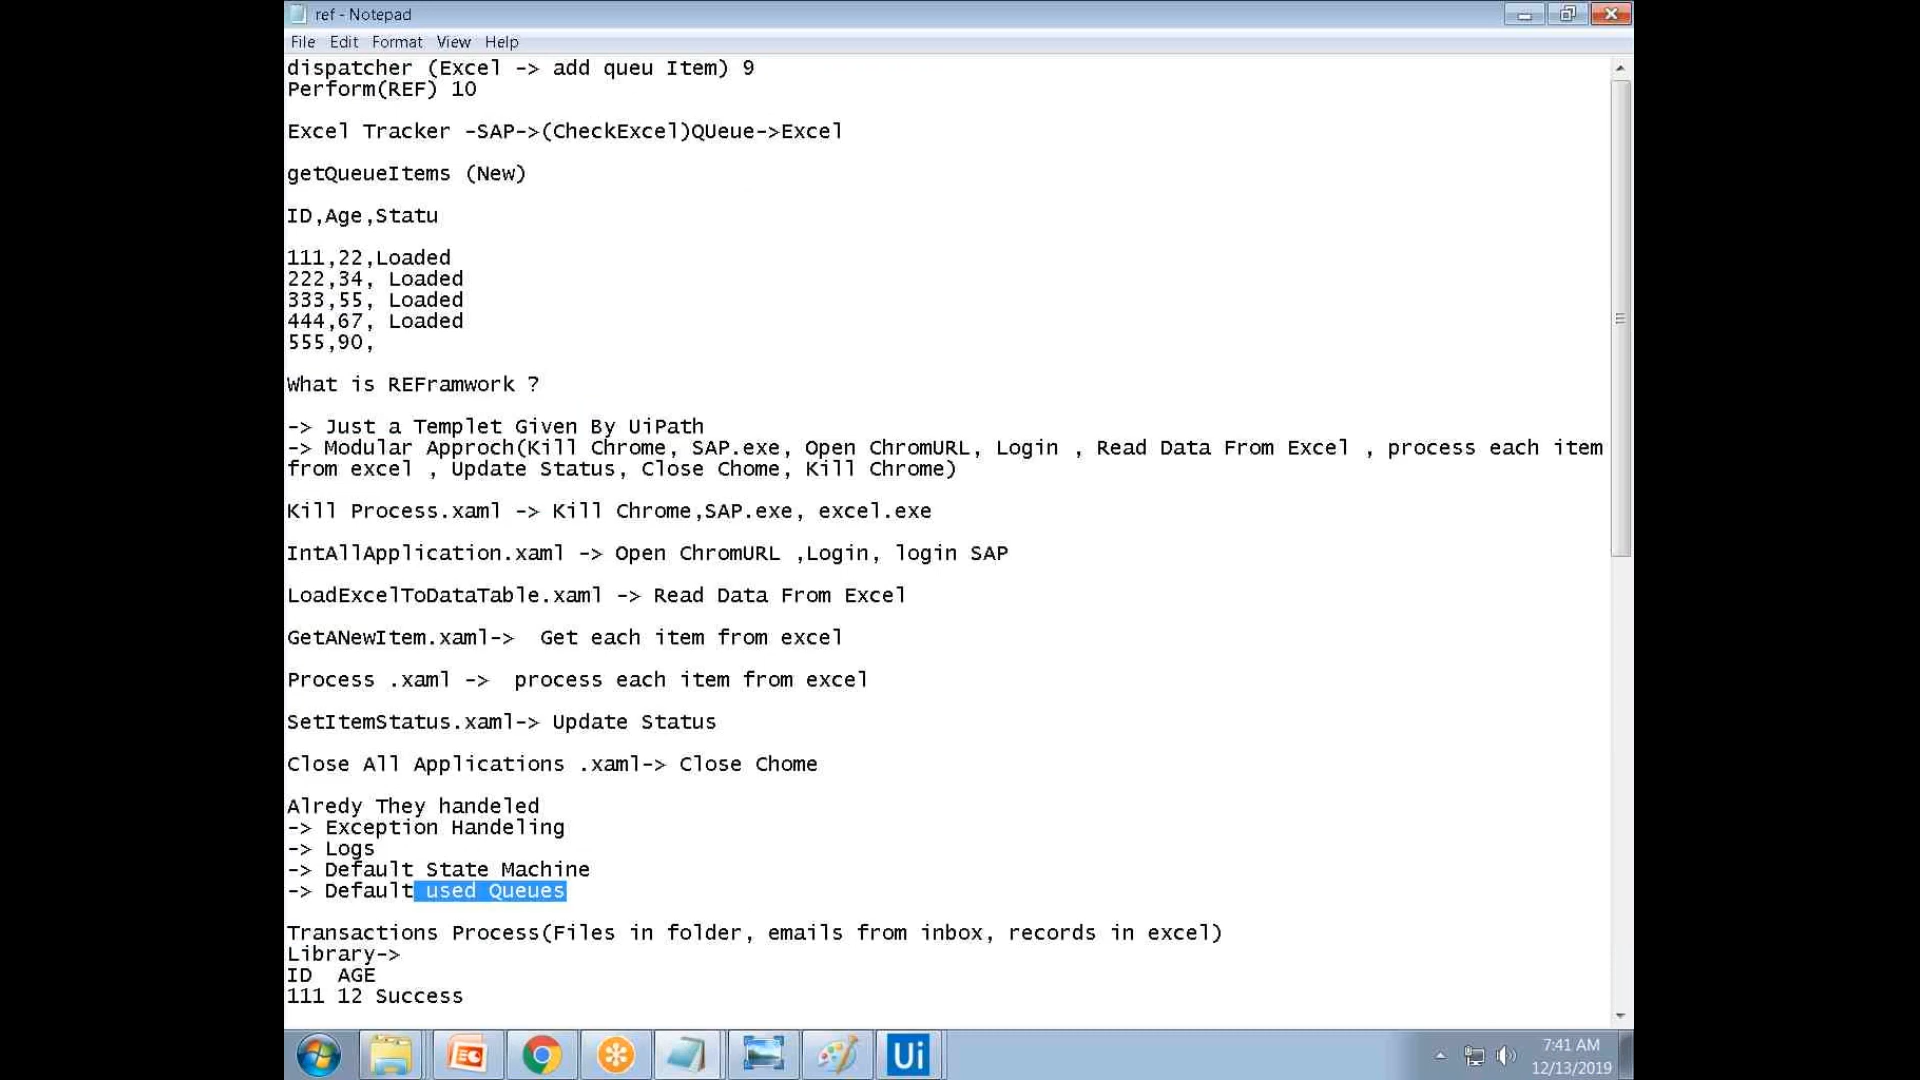 ref - Notepad
File Edit Format View Help
dispatcher (Excel -> add queu Item) 9
Perform(REF) 10
Excel Tracker -SAP->(CheckExcel)QUeue->Excel
getQueueItems (New)
ID,Age,Statu
111,22,Loaded
222,34, Loaded
333,55, Loaded
444,67, Loaded
555,90,
What is REFramwork ?
-> Just a Templet Given By UiPath
-> Modular Approch(Kill Chrome, SAP.exe, Open ChromURL, Login , Read Data From Excel , process each item
from excel , Update Status, Close Chome, Kill Chrome)
Kill Process.xaml -> Kill Chrome,SAP.exe, excel.exe
IntAllApplication.xaml -> Open ChromURL ,Login, login SAP
LoadExcelToDataTable.xaml -> Read Data From Excel
GetANewItem.xaml-> Get each item from excel
Process .xaml -> process each item from excel
SetItemStatus.xaml-> Update Status
Close All Applications .xaml-> Close Chome
Alredy They handeled
-> Exception Handeling
-> Logs
-> Default State Machine
-> Default used Queues
Transactions Process(Files in folder, emails from inbox, records in excel)
Library->
ID AGE
111 12 Success
Ui
7:41 AM
12/13/2019